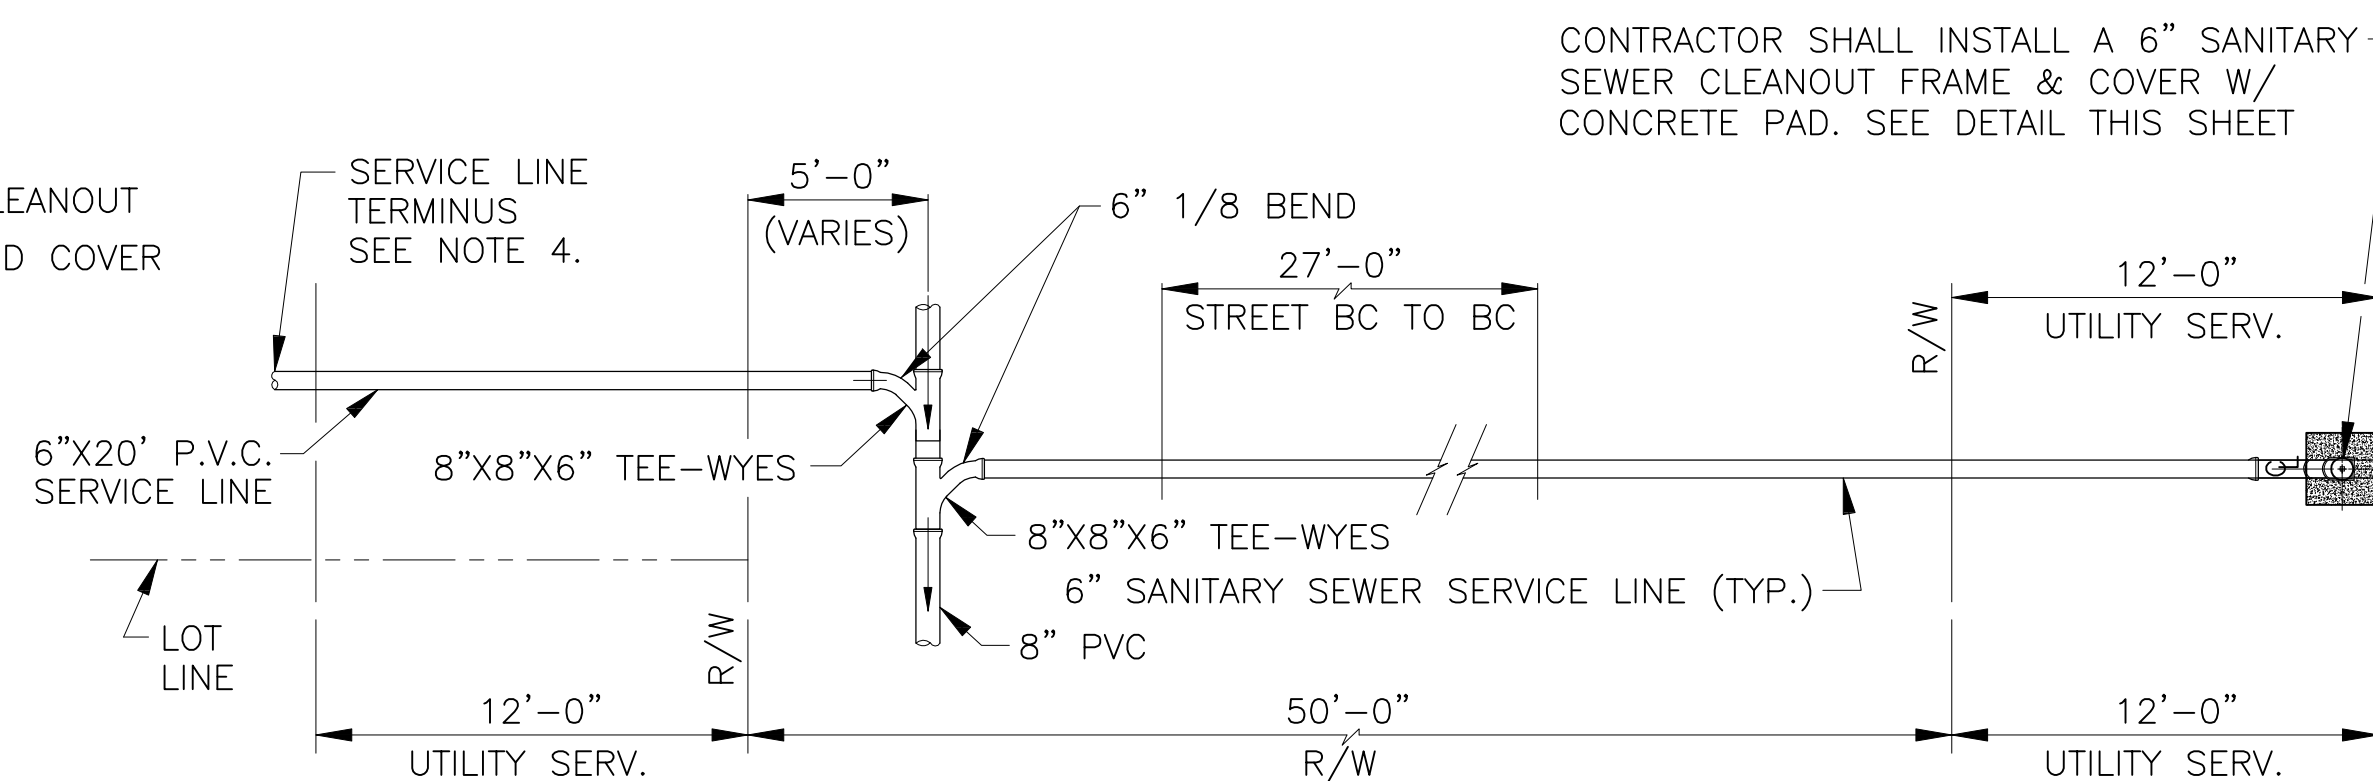 CONTRACTOR SHALL INSTALL A 6" SANITARY
SEWER CLEANOUT FRAME & COVER W/
CONCRETE PAD. SEE DETAIL THIS SHEET
SERVICE LINE
TERMINUS
SEE NOTE 4.
LEANOUT
D COVER
5'-0"
(VARIES)
6" 1/8 BEND
27'-0"
STREET BC TO BC
12'-0"
UTILITY SERV.
R/W
6"X20' P.V.C.
SERVICE LINE
8"X8"X6" TEE-WYES
8"X8"X6" TEE-WYES
6" SANITARY SEWER SERVICE LINE (TYP.)
8" PVC
LOT
LINE
R/W
12'-0"
UTILITY SERV.
50'-0"
R/W
12'-0"
UTILITY SERV.